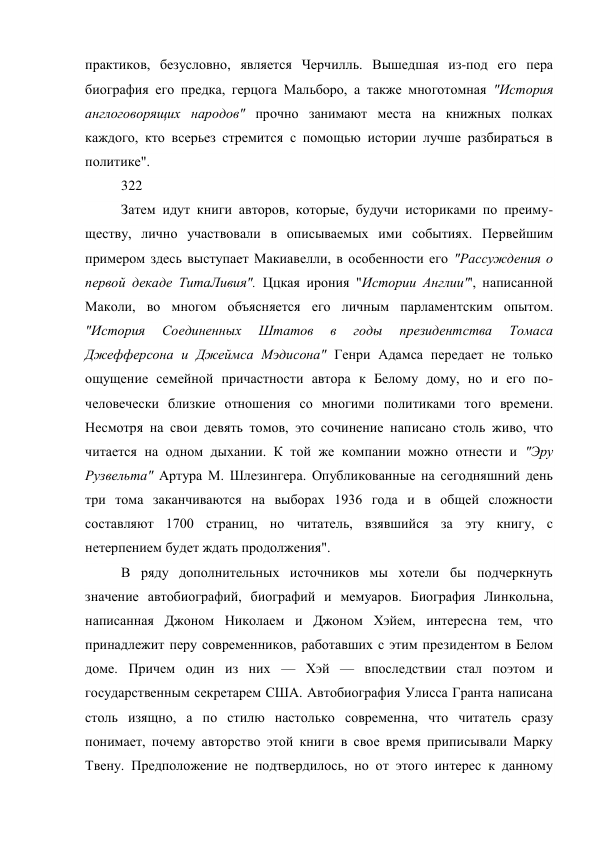 практиков, безусловно, является Черчилль. Вышедшая из-под его пера
биография его предка, герцога Мальборо, а также многотомная "История
англоговорящих народов" прочно занимают места на книжных полках
каждого, кто всерьез стремится с помощью истории лучше разбираться в
политике".
322
Затем идут книги авторов, которые, будучи историками по преиму-
ществу, лично участвовали в описываемых ими событиях. Первейшим
примером здесь выступает Макиавелли, в особенности его "Рассуждения о
первой декаде ТитаЛивия". Ццкая ирония "Истории Англии"', написанной
Маколи, во многом объясняется его личным парламентским опытом.
"История Соединенных Штатов в годы президентства Томаса
Джефферсона и Джеймса Мэдисона" Генри Адамса передает не только
ощущение семейной причастности автора к Белому дому, но и его по-
человечески близкие отношения со многими политиками того времени.
Несмотря на свои девять томов, это сочинение написано столь живо, что
читается на одном дыхании. К той же компании можно отнести и "Эру
Рузвельта" Артура М. Шлезингера. Опубликованные на сегодняшний день
три тома заканчиваются на выборах 1936 года и в общей сложности
составляют 1700 страниц, но читатель, взявшийся за эту книгу, с
нетерпением будет ждать продолжения".
В ряду дополнительных источников мы хотели бы подчеркнуть
значение автобиографий, биографий и мемуаров. Биография Линкольна,
написанная Джоном Николаем и Джоном Хэйем, интересна тем, что
принадлежит перу современников, работавших с этим президентом в Белом
доме. Причем один из них — Хэй — впоследствии стал поэтом и
государственным секретарем США. Автобиография Улисса Гранта написана
столь изящно, а по стилю настолько современна, что читатель сразу
понимает, почему авторство этой книги в свое время приписывали Марку
Твену. Предположение не подтвердилось, но от этого интерес к данному